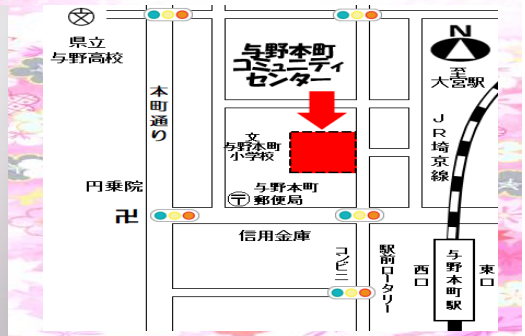 県立
与野高校
与野本町
コミュニティ
センター
N
至
大宮駅
本町通り
文
与野本町
小学校
JR埼京線
円乗院
卍
〒
与野本町
郵便局
信用金庫
コンビニ
駅前ロータリー
西口
与野本町駅
東口